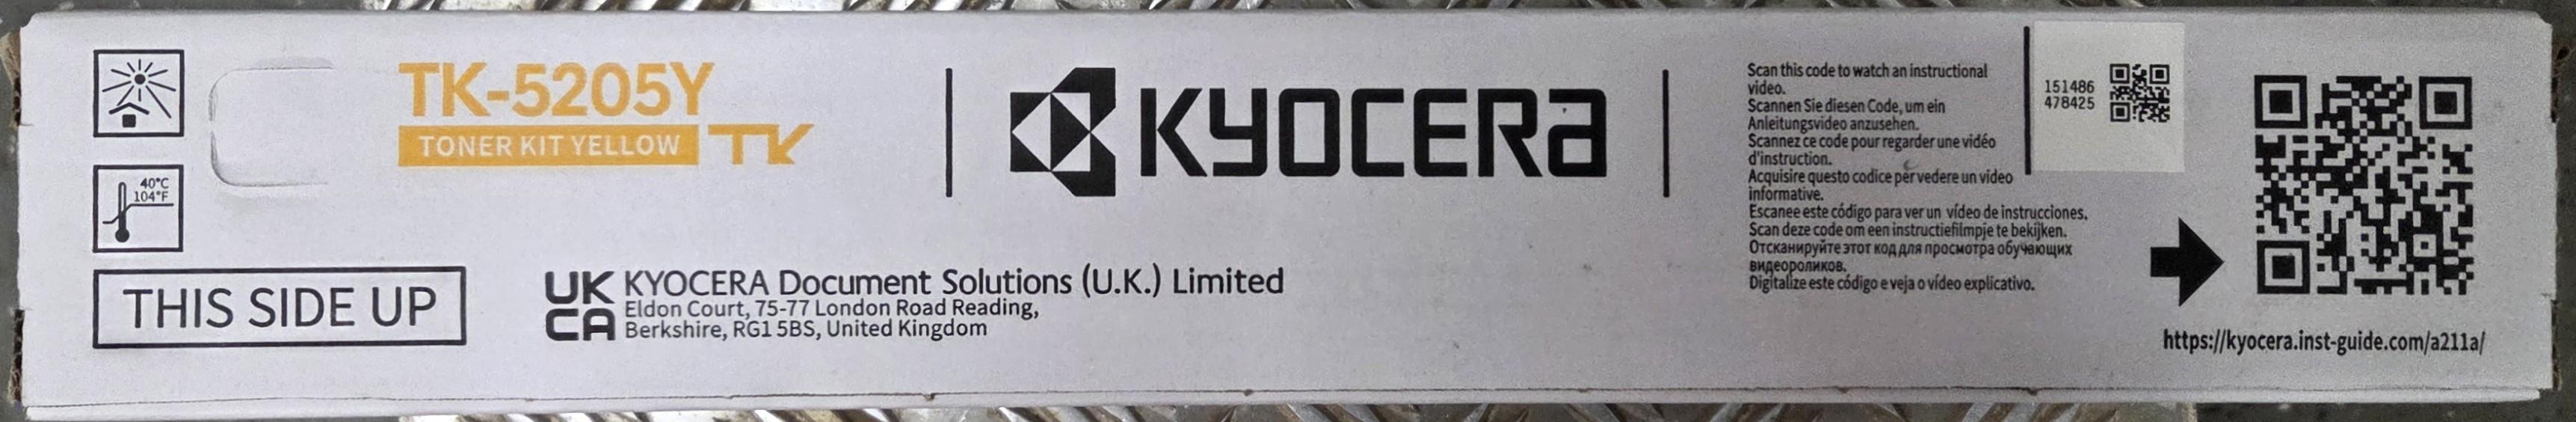 TK-5205Y
TONER KIT YELLOW TK
40°C
104°F
THIS SIDE UP
UK
CA
KYOCERA Document Solutions (U.K.) Limited
Eldon Court, 75-77 London Road Reading,
Berkshire, RG1 5BS, United Kingdom
KYOCERA
Scan this code to watch an instructional
video.
Scannen Sie diesen Code, um ein
Anleitungsvideo anzusehen.
Scannez ce code pour regarder une vidéo
d'instruction.
Acquisire questo codice per vedere un video
informative.
Escanee este código para ver un vídeo de instrucciones.
Scan deze code om een instructiefilmpje te bekijken.
Отсканируйте этот код для просмотра обучающих
видеороликов.
Digitalize este código e veja o vídeo explicativo.
151486
478425
https://kyocera.inst-guide.com/a211a/